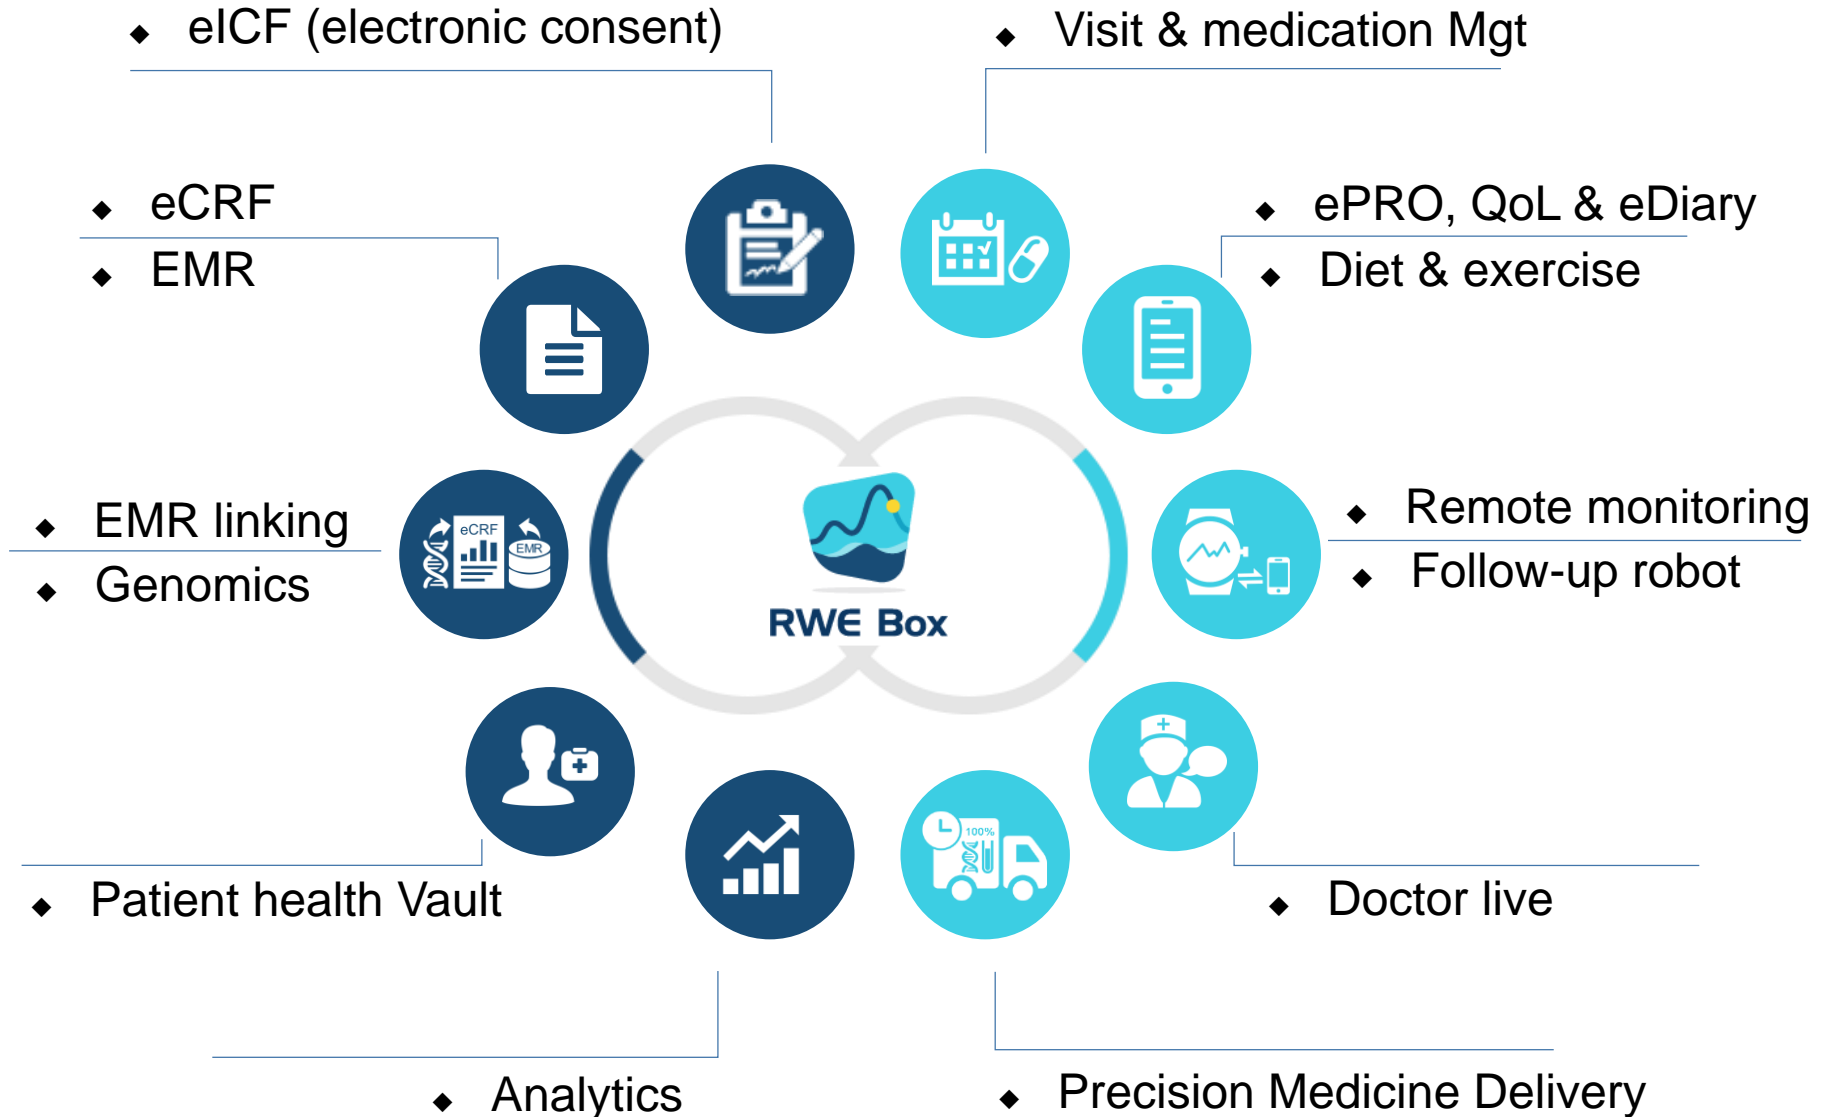 ◆ eICF (electronic consent)
◆ Visit & medication Mgt
◆ eCRF
◆ EMR
◆ ePRO, QoL & eDiary
◆ Diet & exercise
◆ EMR linking
◆ Genomics
eCRF
EMR
RWE Box
◆ Remote monitoring
◆ Follow-up robot
◆ Patient health Vault
100%
◆ Doctor live
◆ Analytics
◆ Precision Medicine Delivery